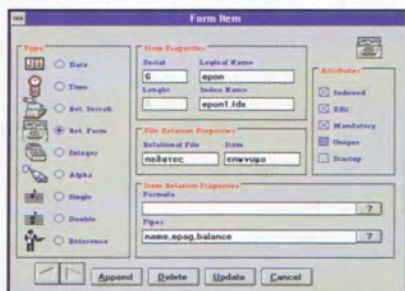 Form Item
Type
Date
Time
Rel. Install
Rel. Form
Integer
Alpha
Single
Double
Reference
Item Properties
Serial
Logical Name
6
epon
Lenght
Index Name
epon1.ldx
File Relation Properties
Relational File
Item
πελατες
επωνυμο
Item Relation Properties
Formula
?
Pipes
name,epag,balance
?
Attributes
Indexed
Edit
Mandatory
Unique
Startup
Append
Delete
Update
Cancel